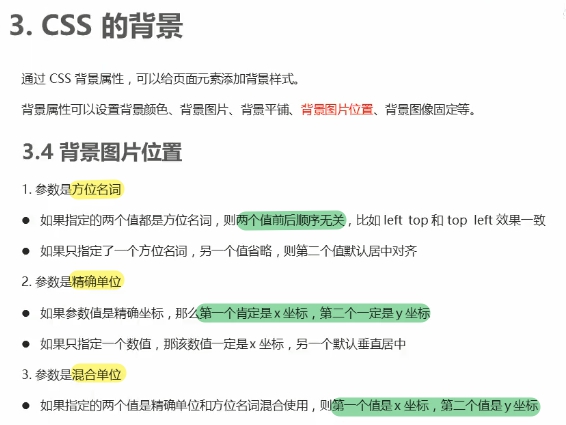 3. CSS 的背景
通过 CSS 背景属性，可以给页面元素添加背景样式。
背景属性可以设置背景颜色、背景图片、背景平铺、背景图片位置、背景图像固定等。
3.4 背景图片位置
1. 参数是方位名词
● 如果指定的两个值都是方位名词，则两个值前后顺序无关，比如 left top 和 top left 效果一致
● 如果只指定了一个方位名词，另一个值省略，则第二个值默认居中对齐
2. 参数是精确单位
● 如果参数值是精确坐标，那么第一个肯定是 x 坐标，第二个一定是 y 坐标
● 如果只指定一个数值，那该数值一定是 x 坐标，另一个默认垂直居中
3. 参数是混合单位
● 如果指定的两个值是精确单位和方位名词混合使用，则第一个值是 x 坐标，第二个值是 y 坐标